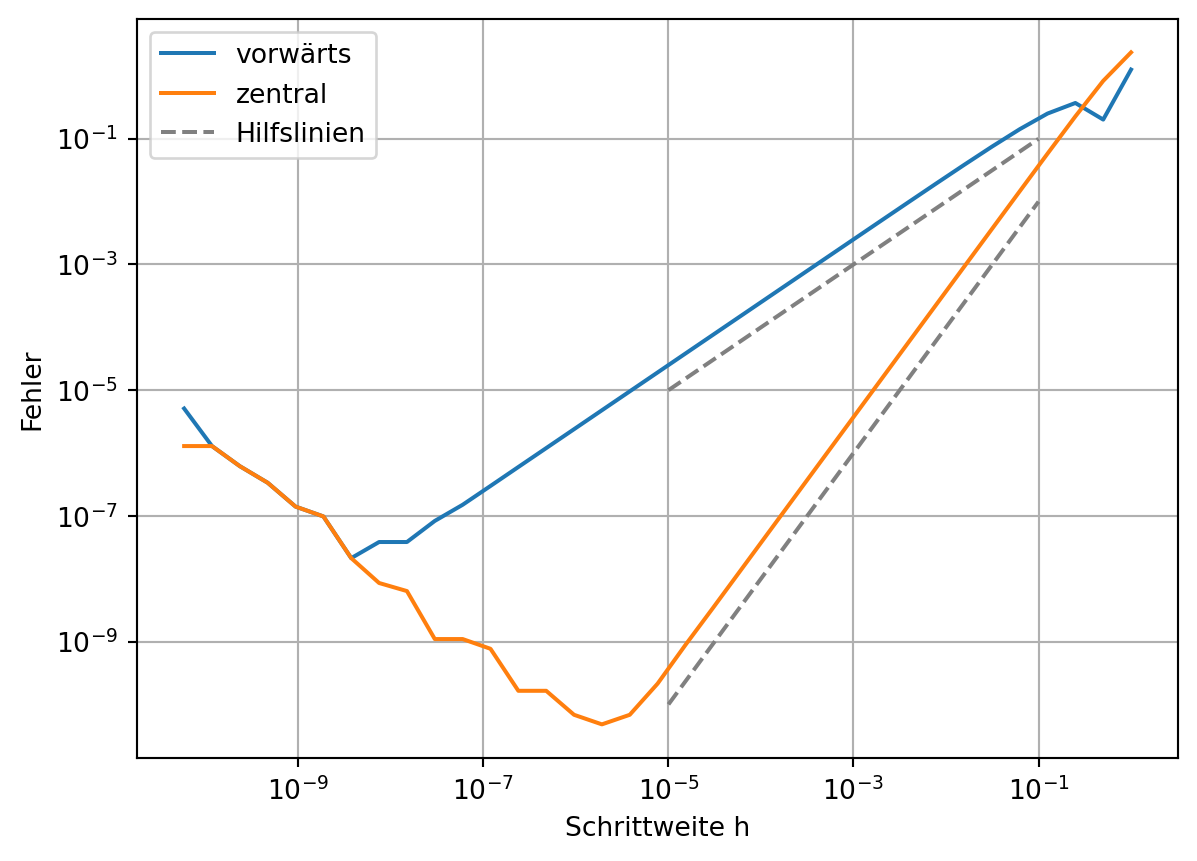 vorwärts
zentral
Hilfslinien
10⁻¹
10⁻³
10⁻⁵
10⁻⁷
10⁻⁹
Fehler
10⁻⁹ 10⁻⁷ 10⁻⁵ 10⁻³ 10⁻¹
Schrittweite h